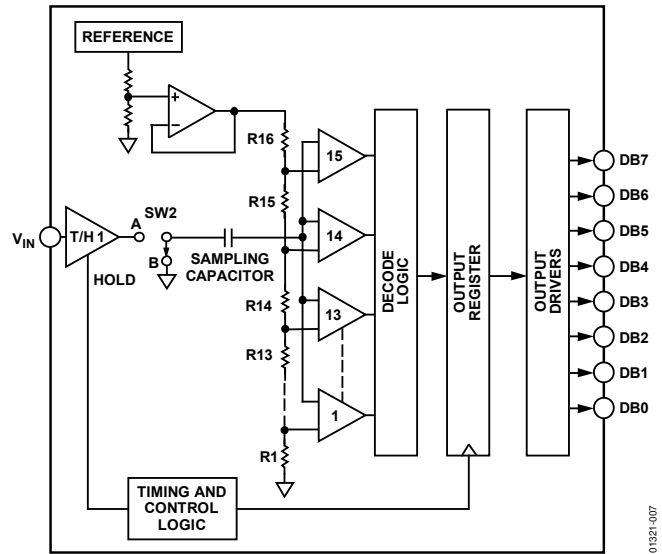 REFERENCE
+
–
R16
15
R15
14
R14
13
R13
1
R1
VIN
T/H 1
A
SW2
B
HOLD
SAMPLING
CAPACITOR
DECODE
LOGIC
OUTPUT
REGISTER
OUTPUT
DRIVERS
DB7
DB6
DB5
DB4
DB3
DB2
DB1
DB0
TIMING AND
CONTROL
LOGIC
01321-007